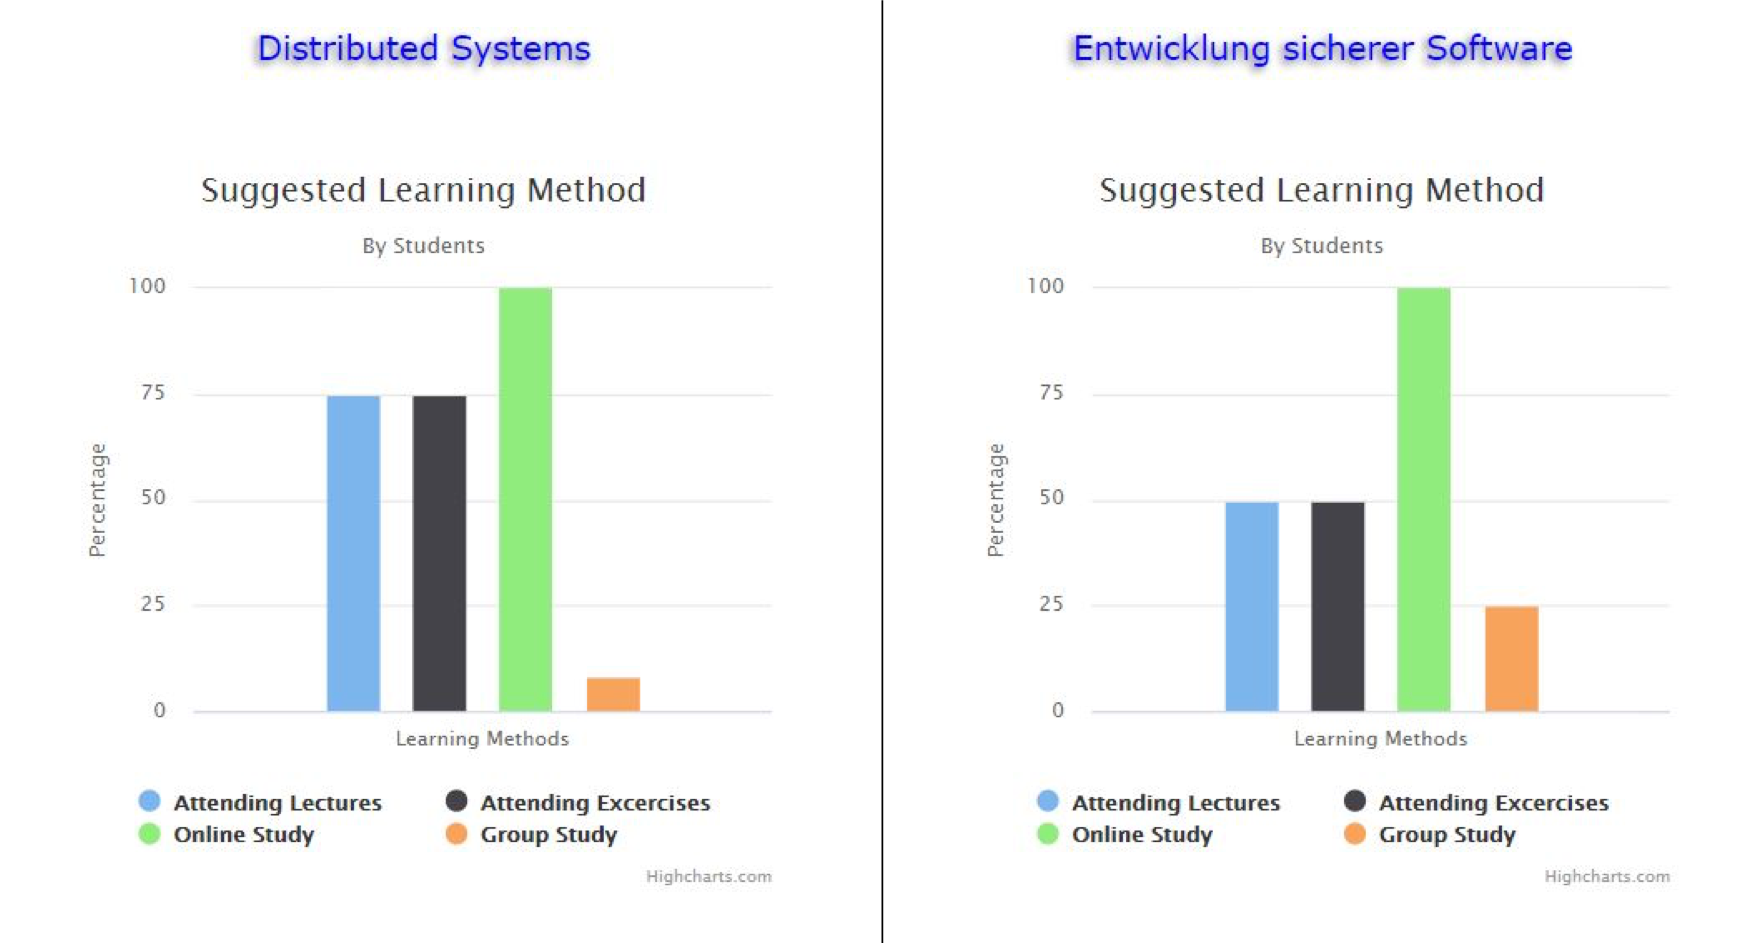 Distributed Systems
Suggested Learning Method
By Students
100
75
50
25
0
Percentage
Learning Methods
Attending Lectures
Attending Excercises
Online Study
Group Study
Highcharts.com
Entwicklung sicherer Software
Suggested Learning Method
By Students
100
75
50
25
0
Percentage
Learning Methods
Attending Lectures
Attending Excercises
Online Study
Group Study
Highcharts.com